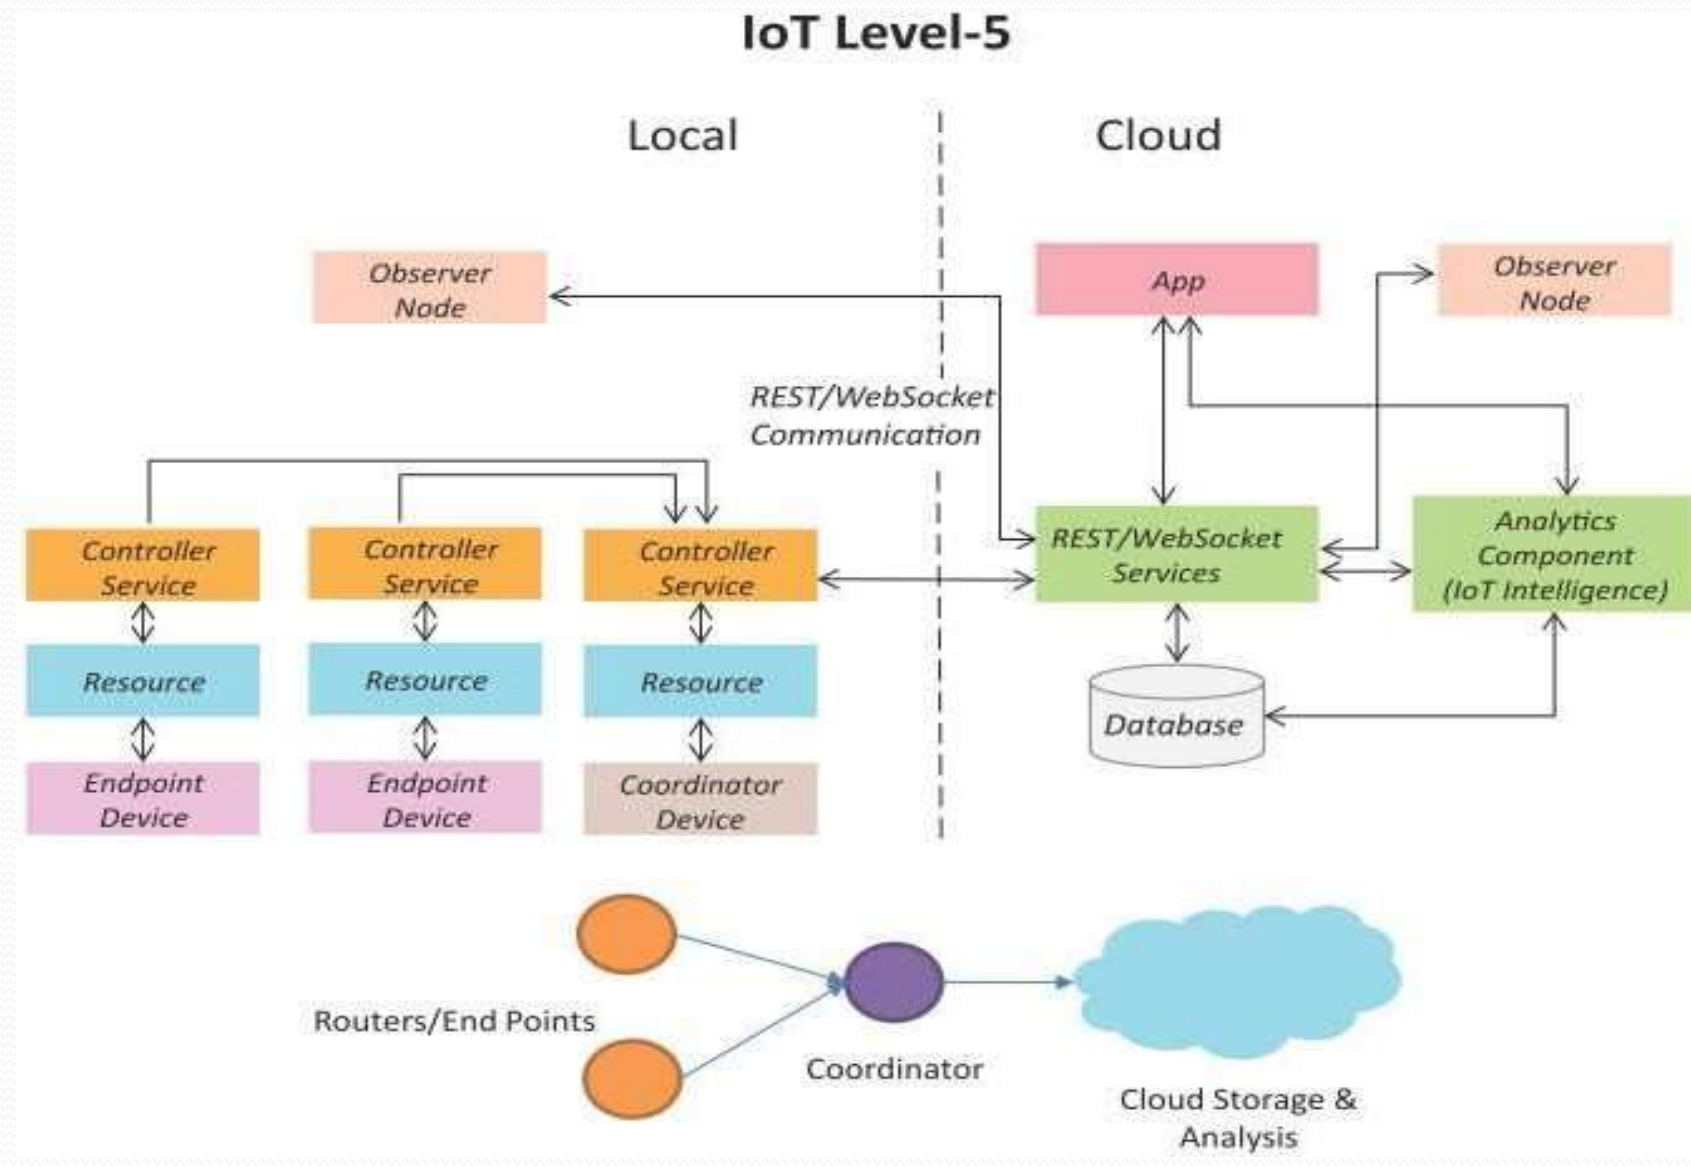 IoT Level-5
Local
Cloud
Observer
Node
App
Observer
Node
REST/WebSocket
Communication
Controller
Service
Controller
Service
Controller
Service
REST/WebSocket
Services
Analytics
Component
(IoT Intelligence)
Resource
Resource
Resource
Database
Endpoint
Device
Endpoint
Device
Coordinator
Device
Routers/End Points
Coordinator
Cloud Storage &
Analysis